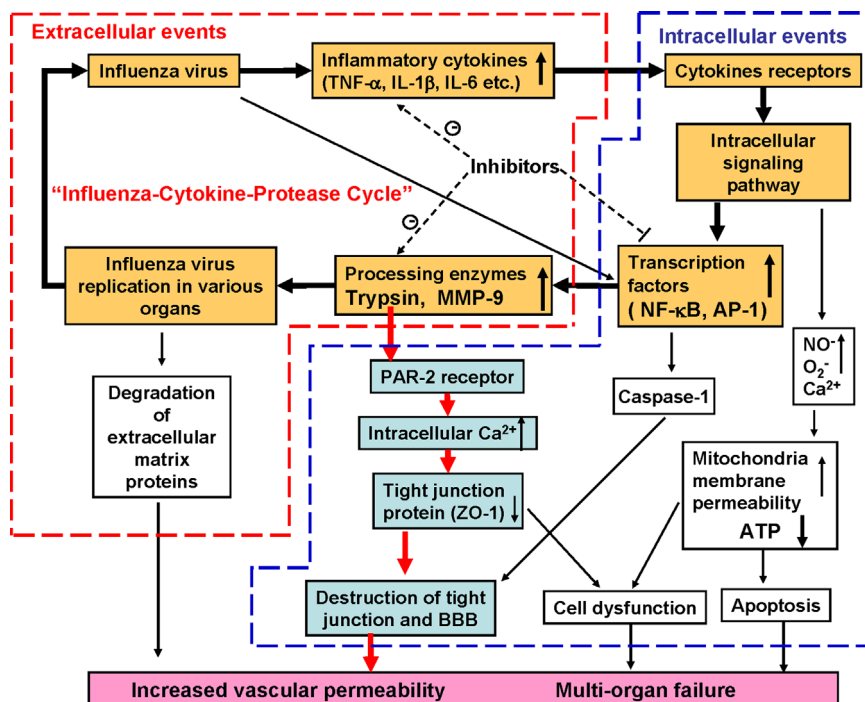 Extracellular events
Intracellular events
Influenza virus
Inflammatory cytokines
(TNF-α, IL-1β, IL-6 etc.)
Cytokines receptors
Intracellular
signaling
pathway
⊖
Inhibitors
"Influenza-Cytokine-Protease Cycle"
⊖
Influenza virus
replication in various
organs
Processing enzymes
Trypsin, MMP-9
Transcription
factors
( NF-κB, AP-1)
NO-
O₂-
Ca²⁺
Degradation
of
extracellular
matrix
proteins
PAR-2 receptor
Caspase-1
Intracellular Ca²⁺
Tight junction
protein (ZO-1)
Mitochondria
membrane
permeability
ATP
Destruction of tight
junction and BBB
Cell dysfunction
Apoptosis
Increased vascular permeability
Multi-organ failure